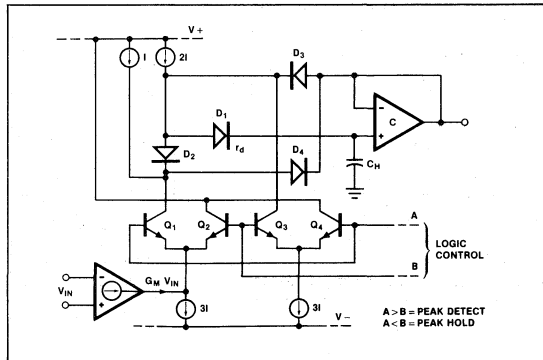 V+
I
2I
D3
D1
rd
C
-
+
D2
D4
CH
Q1
Q2
Q3
Q4
A
LOGIC
CONTROL
B
VIN
-
+
GM VIN
3I
3I
V-
A > B = PEAK DETECT
A < B = PEAK HOLD